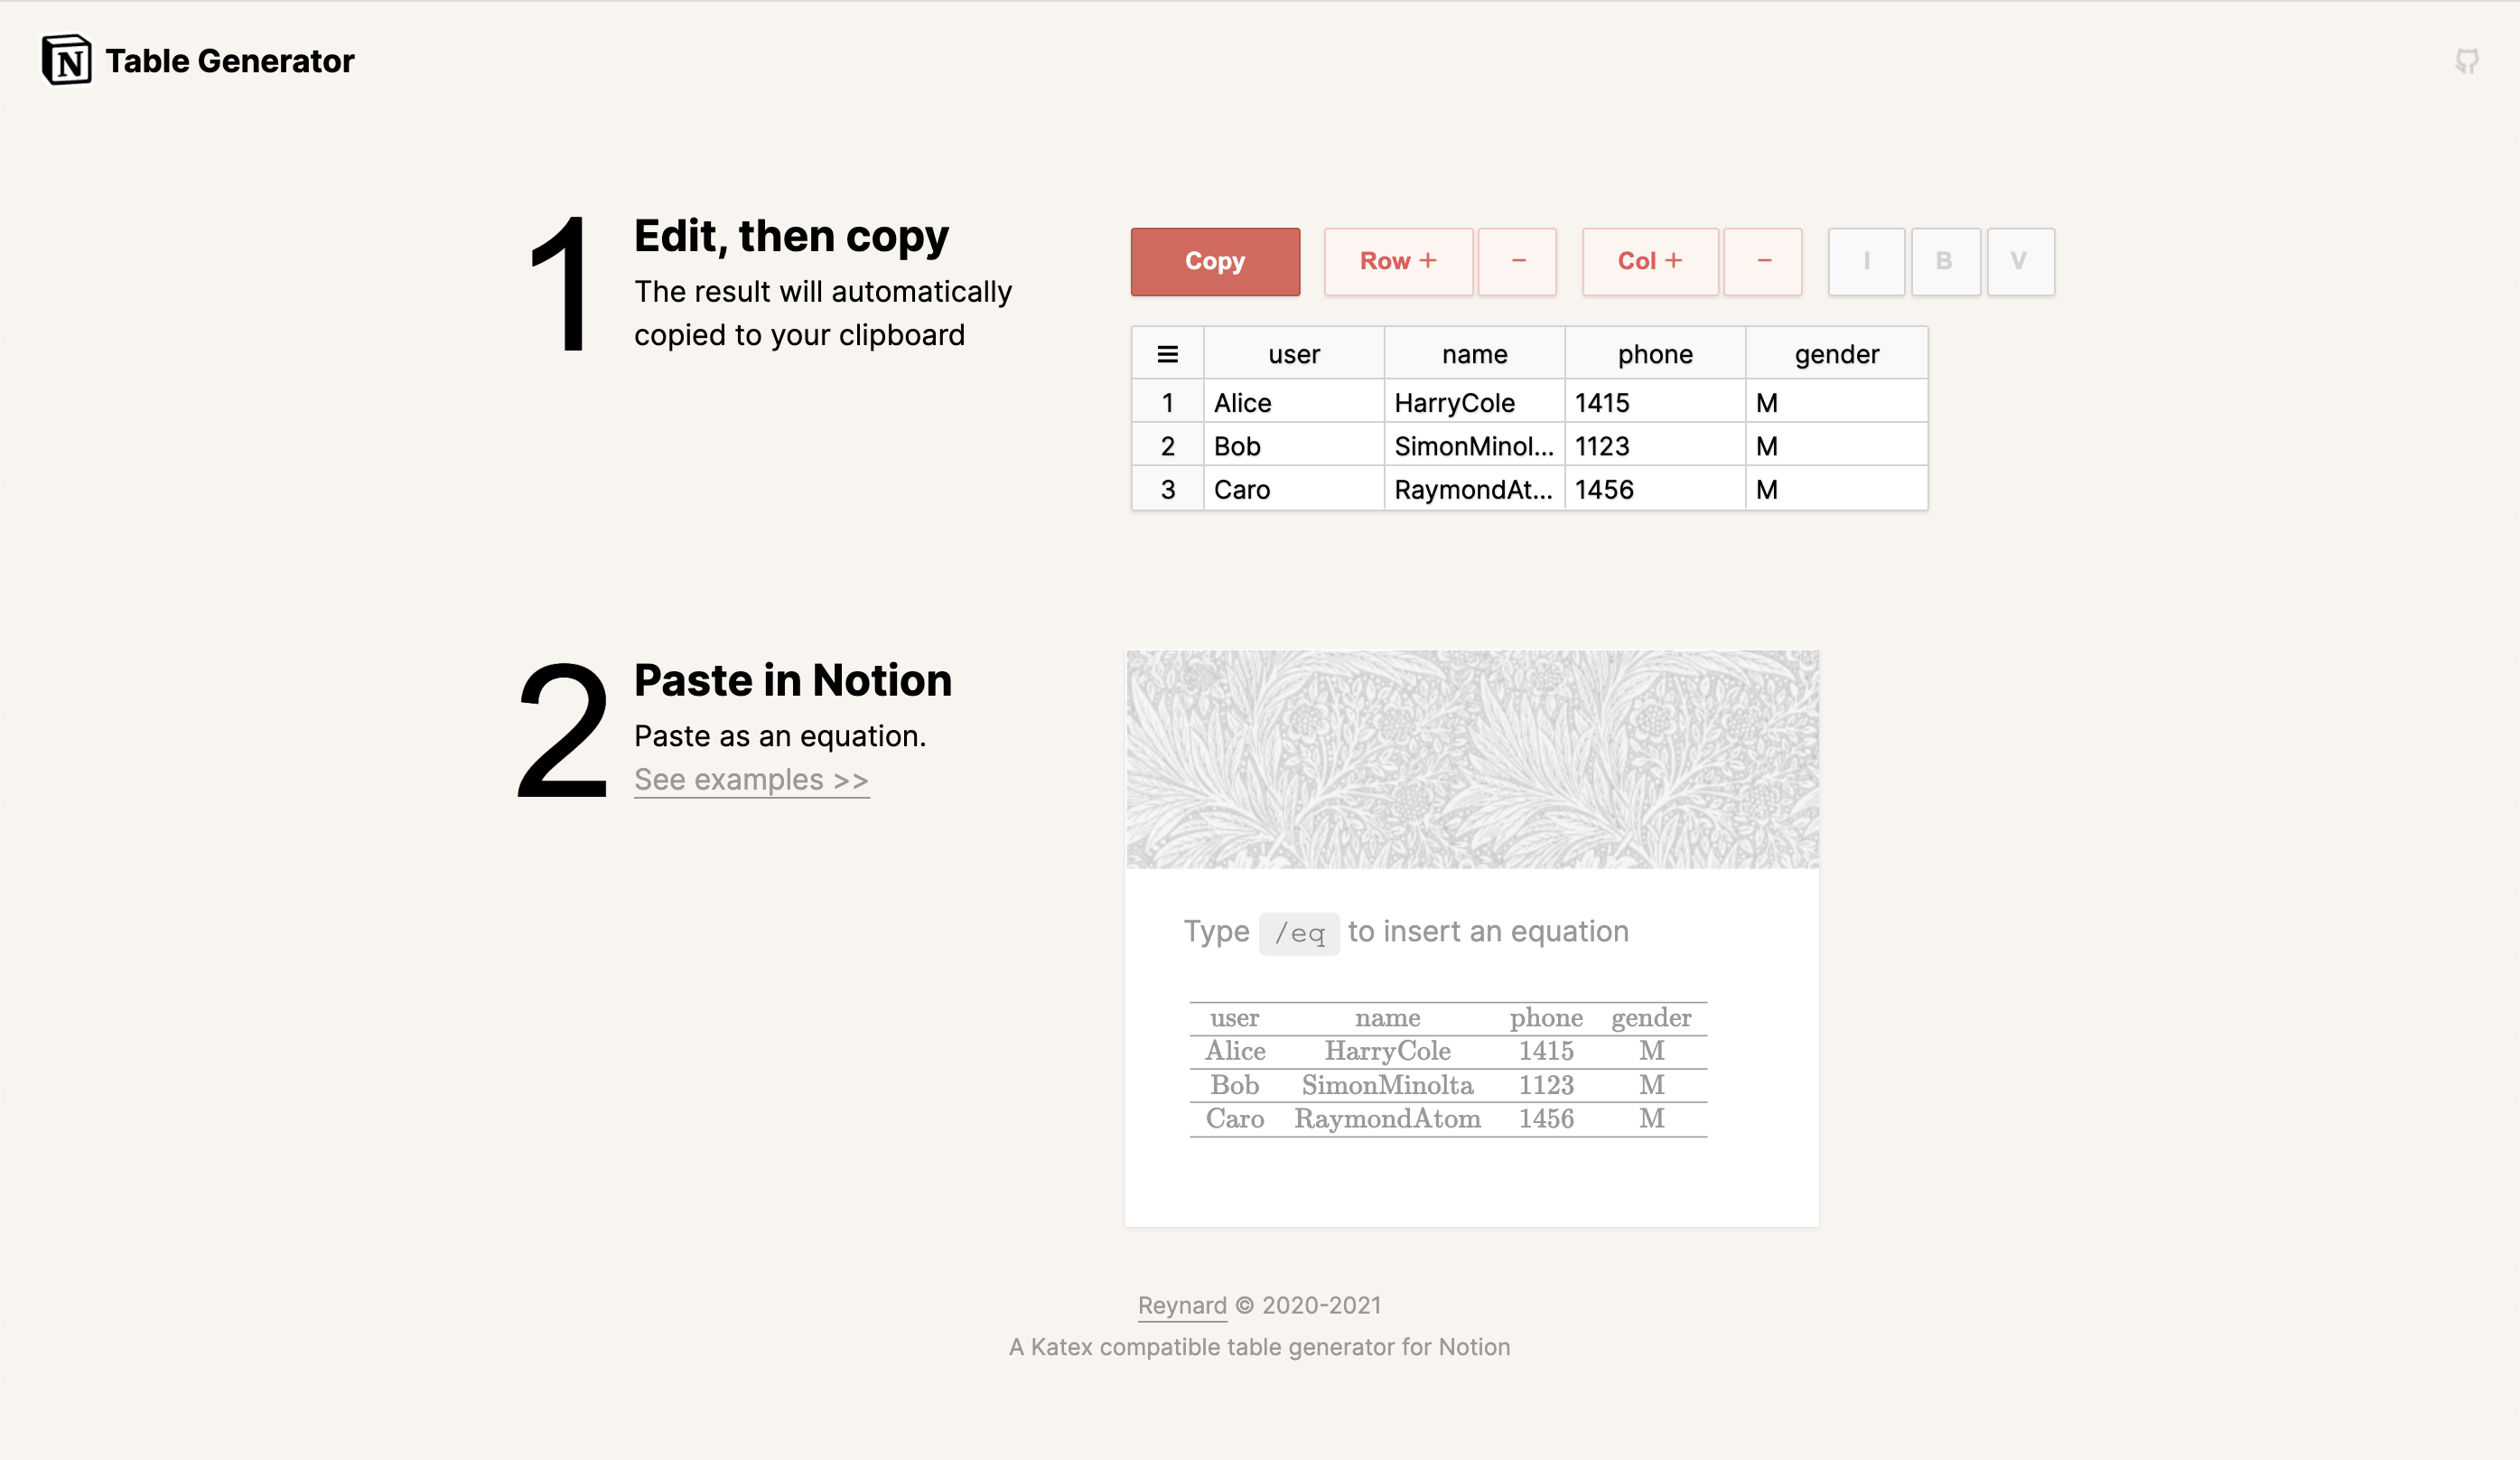 N Table Generator
1 Edit, then copy
The result will automatically
copied to your clipboard
Copy Row + − Col + − I B V
user name phone gender
1 Alice HarryCole 1415 M
2 Bob SimonMinol... 1123 M
3 Caro RaymondAt... 1456 M
2 Paste in Notion
Paste as an equation.
See examples >>
Type /eq to insert an equation
user name phone gender
Alice HarryCole 1415 M
Bob SimonMinolta 1123 M
Caro RaymondAtom 1456 M
Reynard © 2020-2021
A Katex compatible table generator for Notion